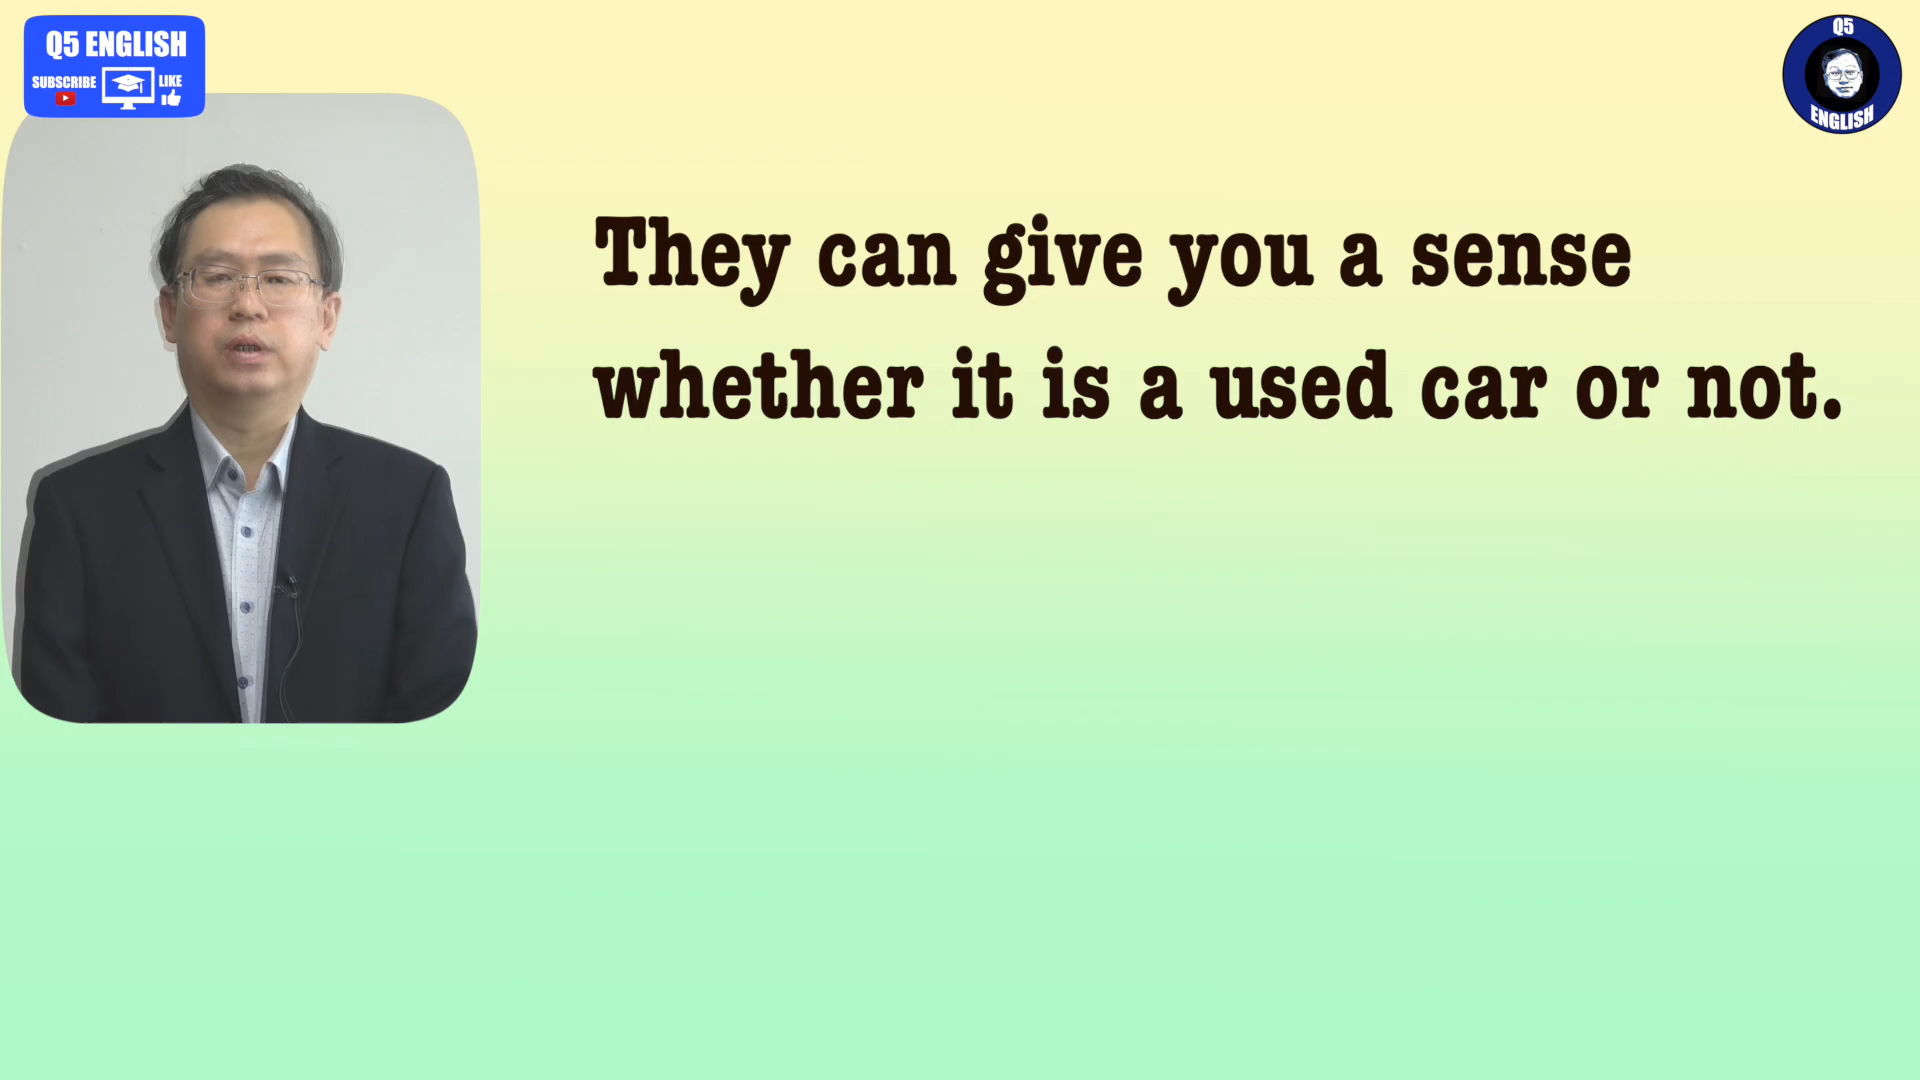 Q5 ENGLISH
SUBSCRIBE LIKE
Q5
ENGLISH
They can give you a sense
whether it is a used car or not.